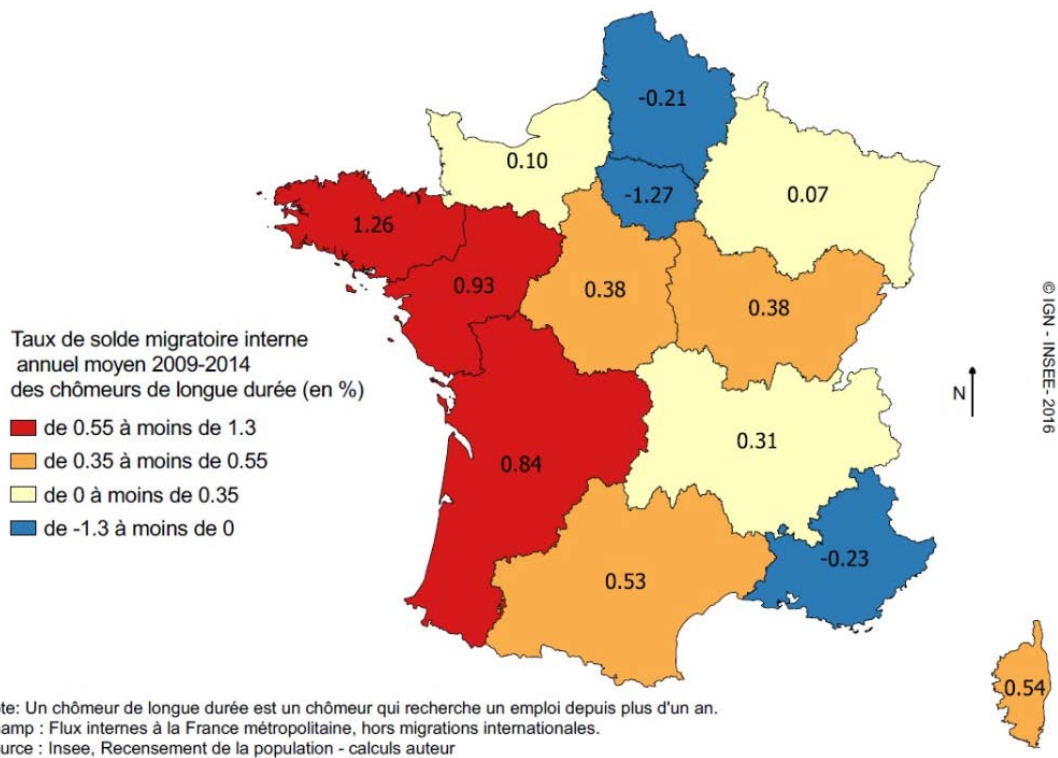 -0.21
0.10
-1.27
0.07
1.26
0.93
0.38
0.38
Taux de solde migratoire interne
annuel moyen 2009-2014
des chômeurs de longue durée (en %)
de 0.55 à moins de 1.3
de 0.35 à moins de 0.55
de 0 à moins de 0.35
de -1.3 à moins de 0
0.31
0.84
0.53
-0.23
0.54
N
© IGN - INSEE- 2016
te: Un chômeur de longue durée est un chômeur qui recherche un emploi depuis plus d'un an.
amp : Flux internes à la France métropolitaine, hors migrations internationales.
urce : Insee, Recensement de la population - calculs auteur